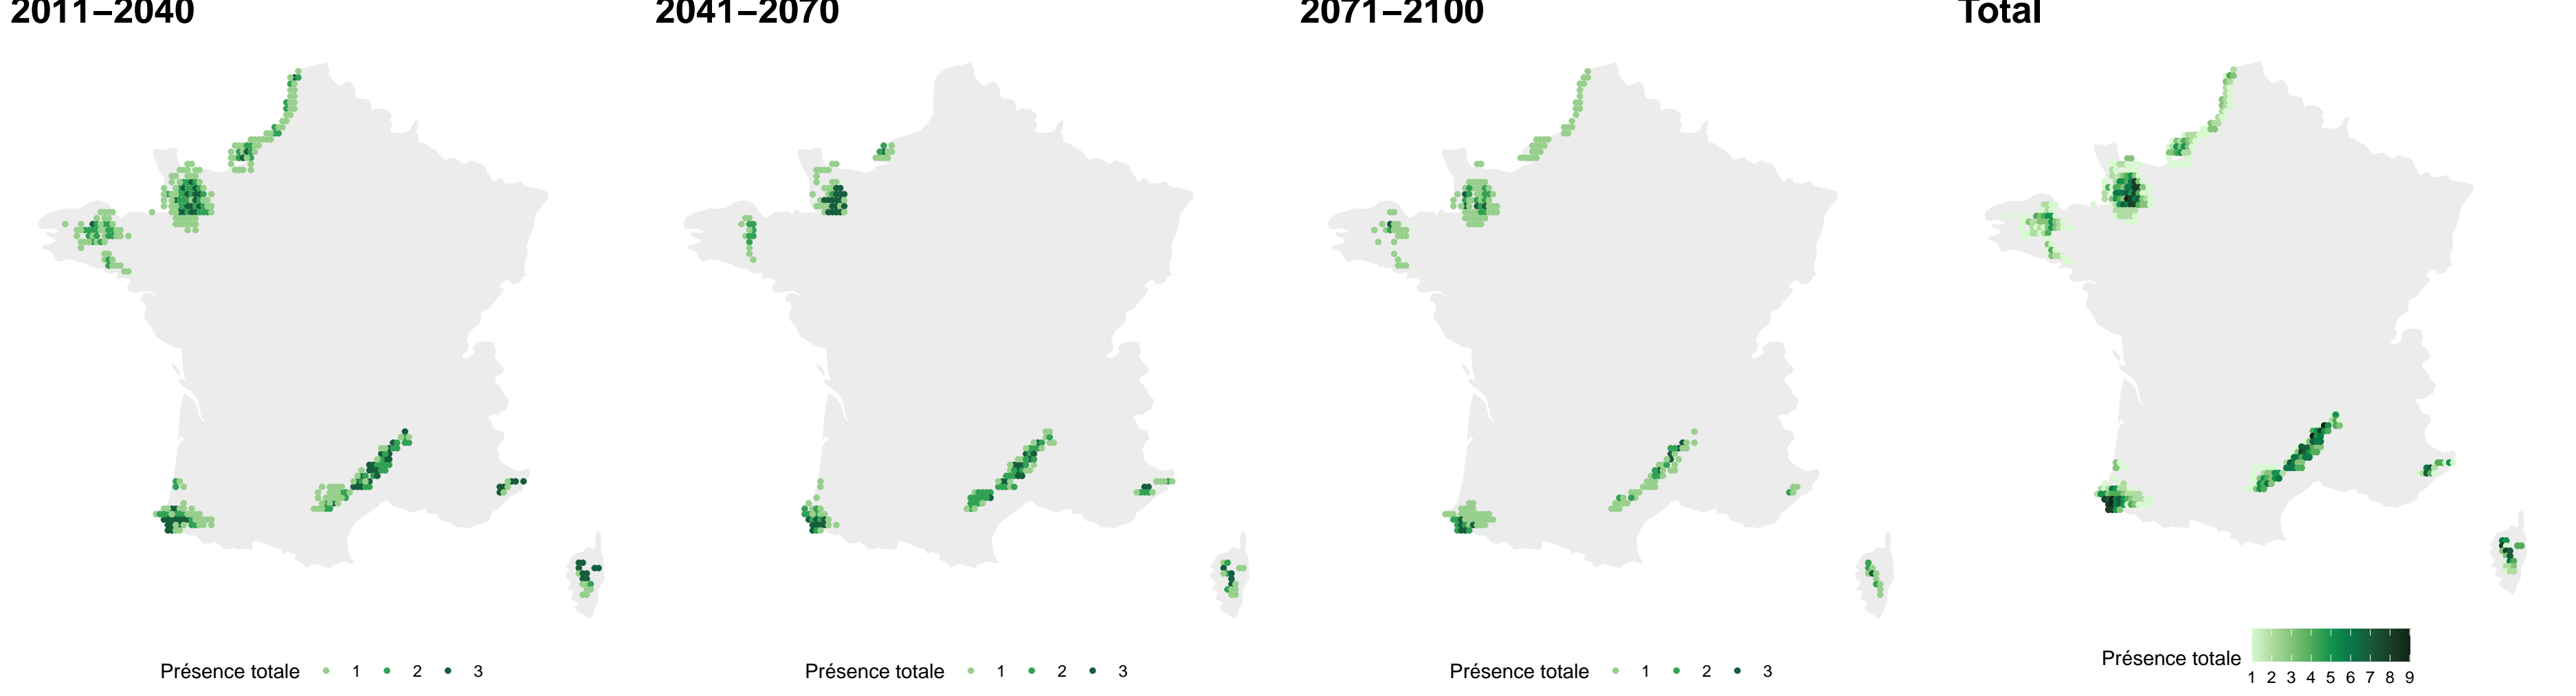 2011–2040
2041–2070
2071–2100
Total
Présence totale 1 2 3
Présence totale 1 2 3
Présence totale 1 2 3
Présence totale
1 2 3 4 5 6 7 8 9